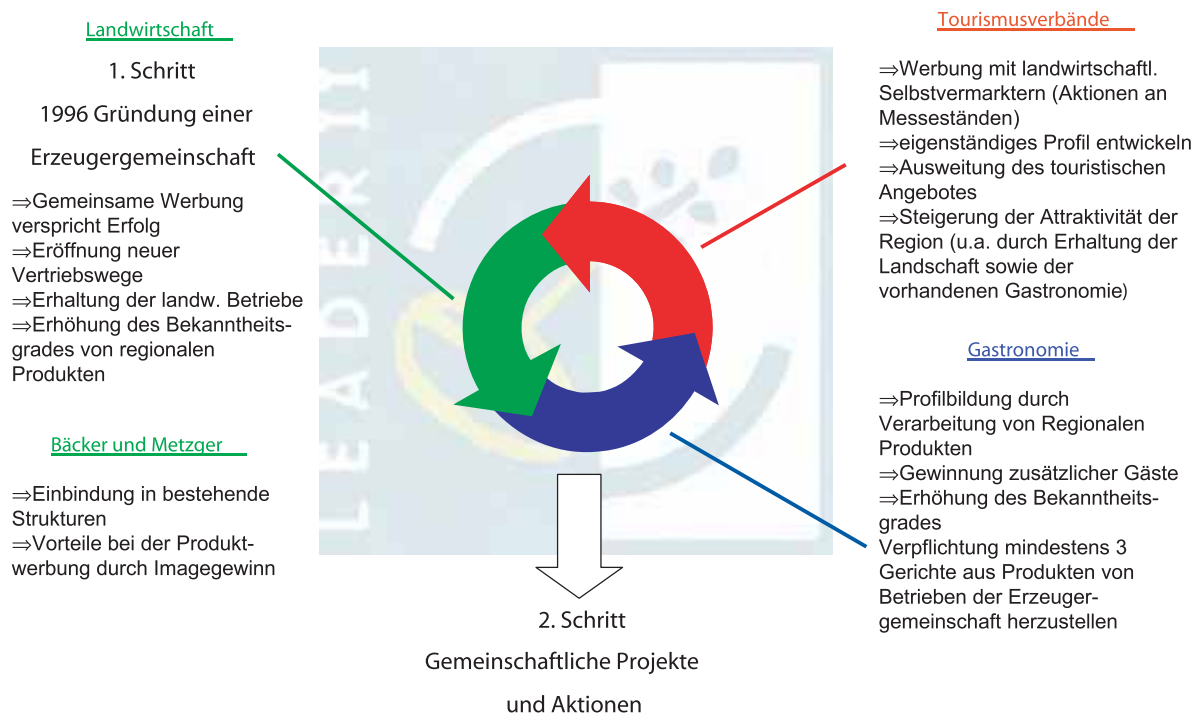 Landwirtschaft
1. Schritt
1996 Gründung einer
Erzeugergemeinschaft
⇒Gemeinsame Werbung
verspricht Erfolg
⇒Eröffnung neuer
Vertriebswege
⇒Erhaltung der landw. Betriebe
⇒Erhöhung des Bekanntheits-
grades von regionalen
Produkten
Bäcker und Metzger
⇒Einbindung in bestehende
Strukturen
⇒Vorteile bei der Produkt-
werbung durch Imagegewinn
LEADER II
2. Schritt
Gemeinschaftliche Projekte
und Aktionen
Tourismusverbände
⇒Werbung mit landwirtschaftl.
Selbstvermarktern (Aktionen an
Messeständen)
⇒eigenständiges Profil entwickeln
⇒Ausweitung des touristischen
Angebotes
⇒Steigerung der Attraktivität der
Region (u.a. durch Erhaltung der
Landschaft sowie der
vorhandenen Gastronomie)
Gastronomie
⇒Profilbildung durch
Verarbeitung von Regionalen
Produkten
⇒Gewinnung zusätzlicher Gäste
⇒Erhöhung des Bekanntheits-
grades
Verpflichtung mindestens 3
Gerichte aus Produkten von
Betrieben der Erzeuger-
gemeinschaft herzustellen